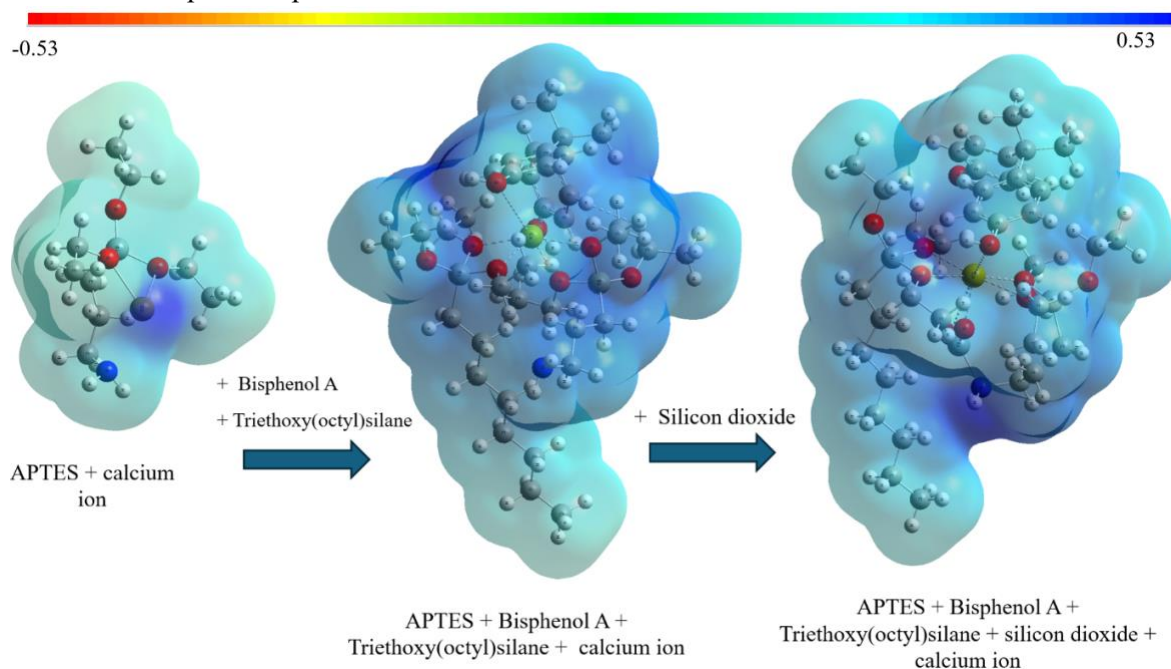 -0.53
0.53
+ Bisphenol A
+ Triethoxy(octyl)silane
+ Silicon dioxide
APTES + calcium
ion
APTES + Bisphenol A +
Triethoxy(octyl)silane + calcium ion
APTES + Bisphenol A +
Triethoxy(octyl)silane + silicon dioxide +
calcium ion